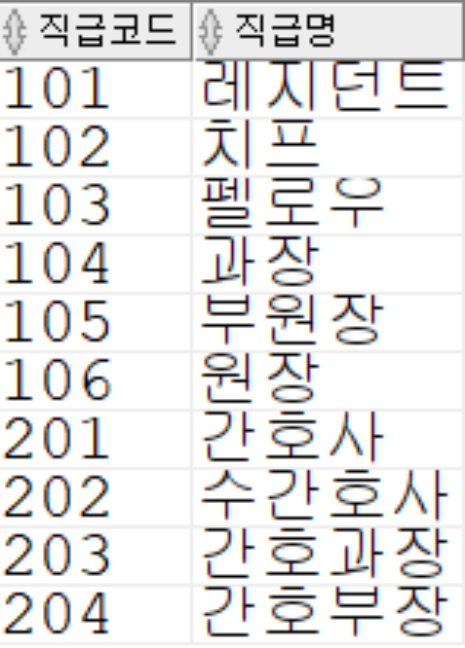 직급코드 직급명
101 레지던트
102 치프
103 펠로우
104 과장
105 부원장
106 원장
201 간호사
202 수간호사
203 간호과장
204 간호부장